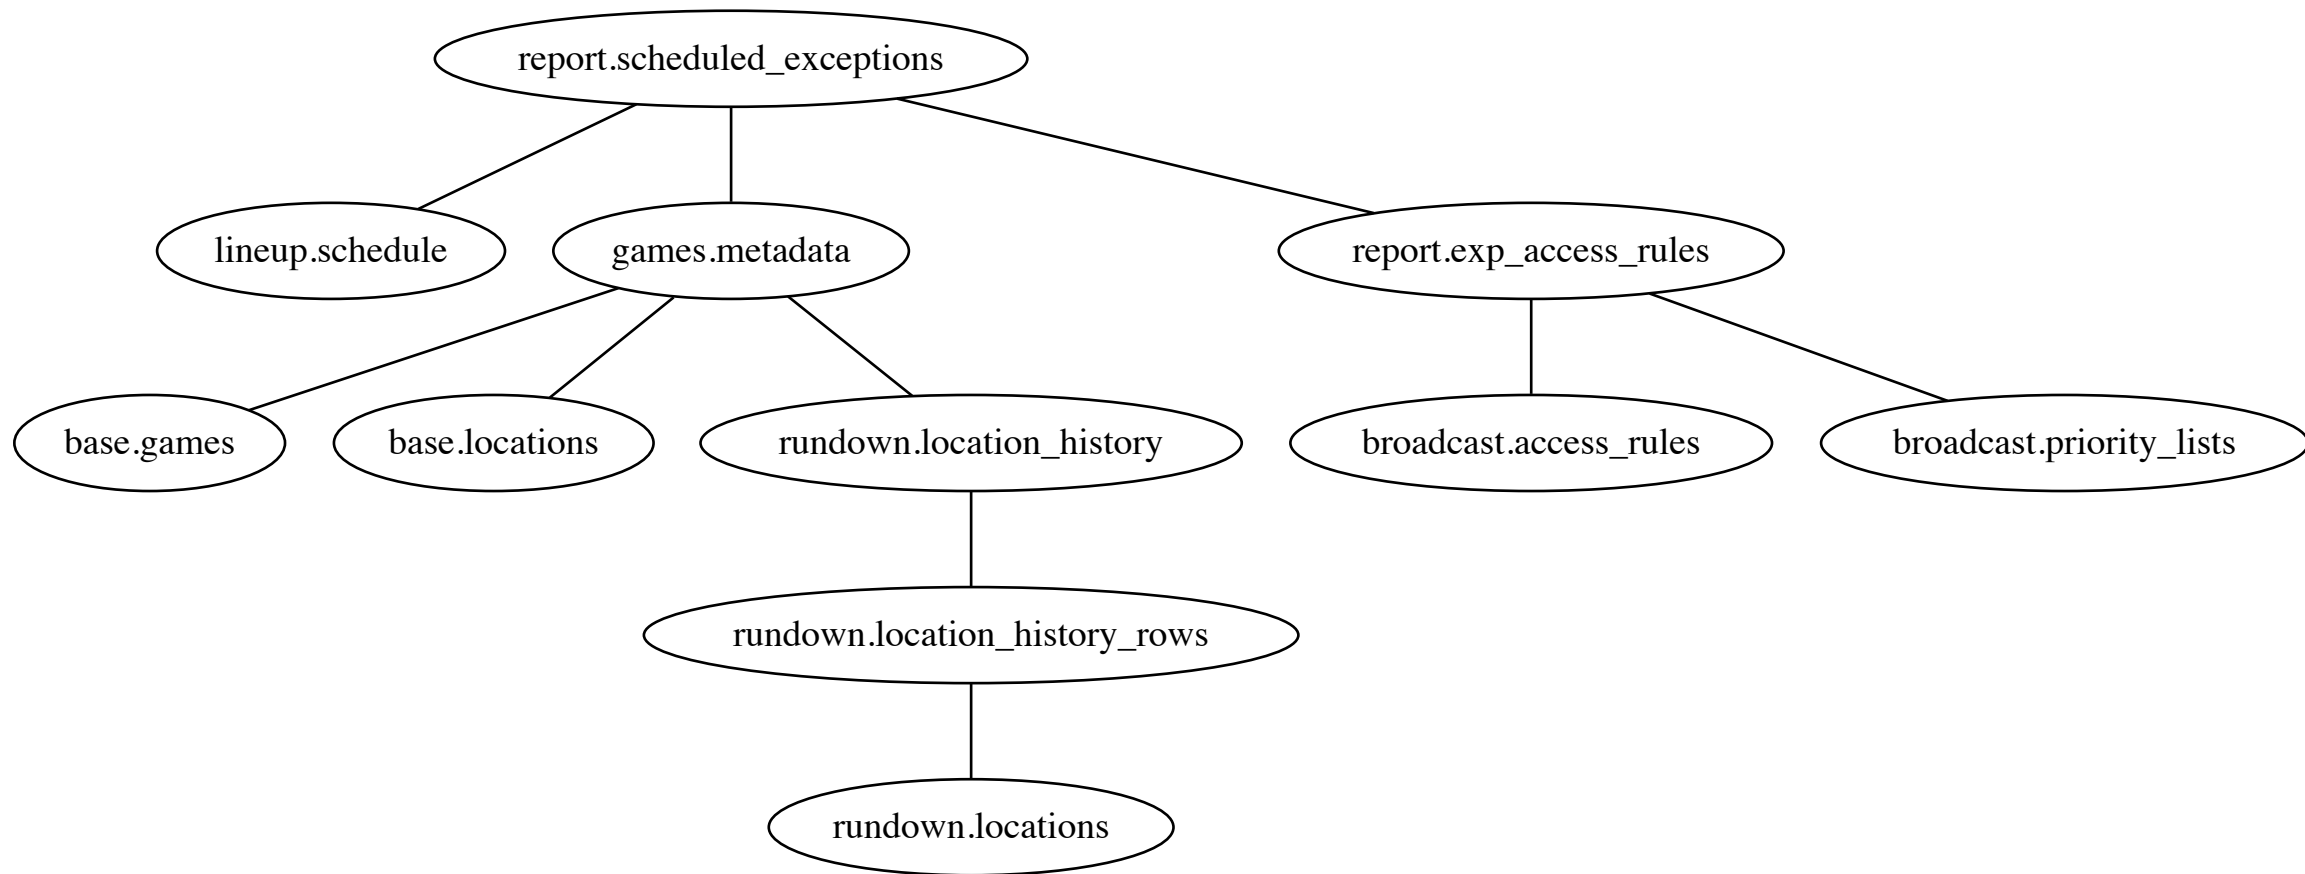 report.scheduled_exceptions
lineup.schedule
games.metadata
report.exp_access_rules
base.games
base.locations
rundown.location_history
broadcast.access_rules
broadcast.priority_lists
rundown.location_history_rows
rundown.locations